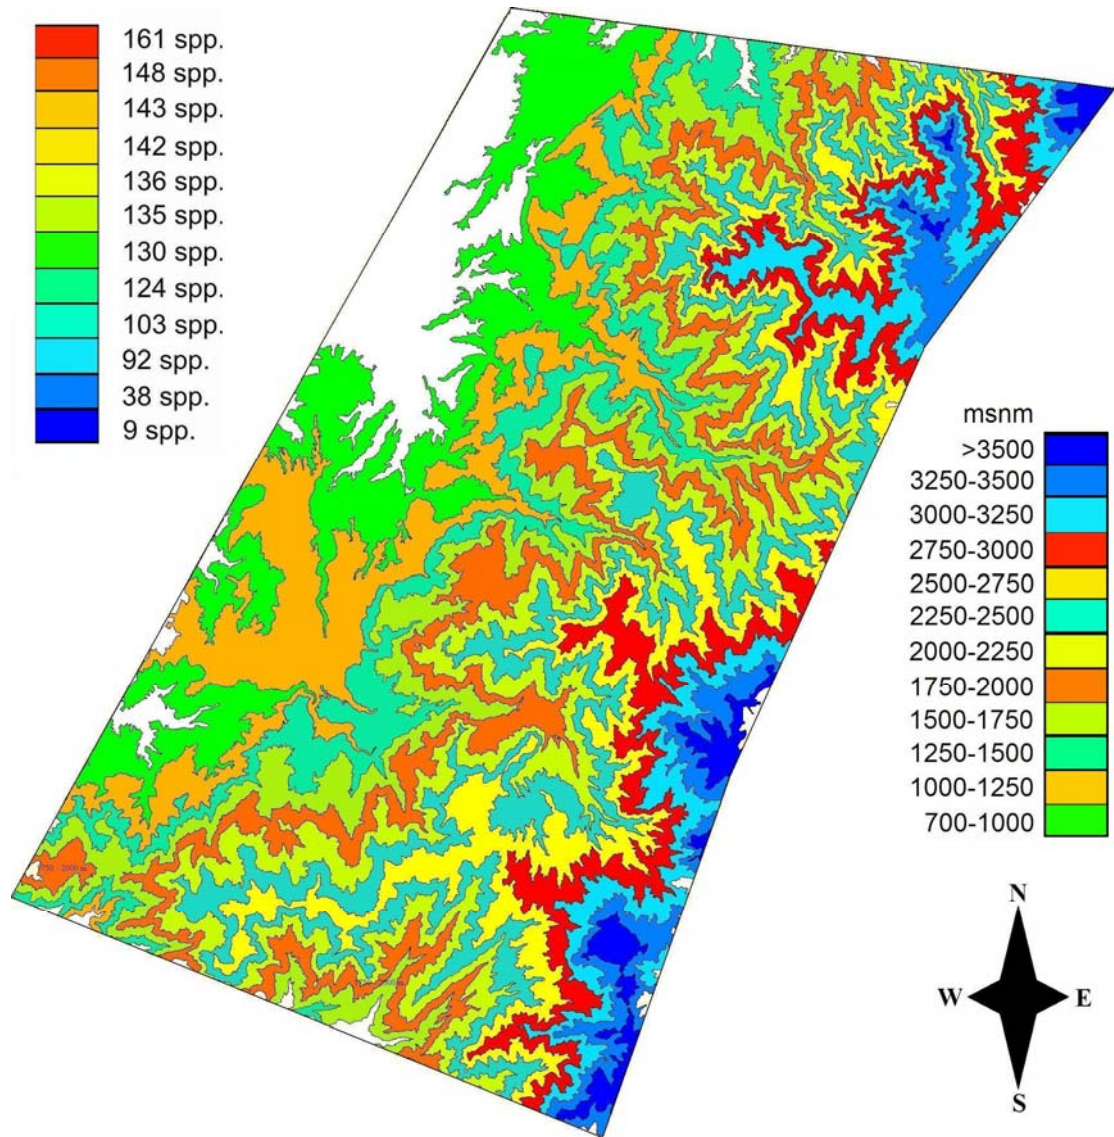 161 spp.
148 spp.
143 spp.
142 spp.
136 spp.
135 spp.
130 spp.
124 spp.
103 spp.
92 spp.
38 spp.
9 spp.
msnm
>3500
3250-3500
3000-3250
2750-3000
2500-2750
2250-2500
2000-2250
1750-2000
1500-1750
1250-1500
1000-1250
700-1000
N
W
E
S